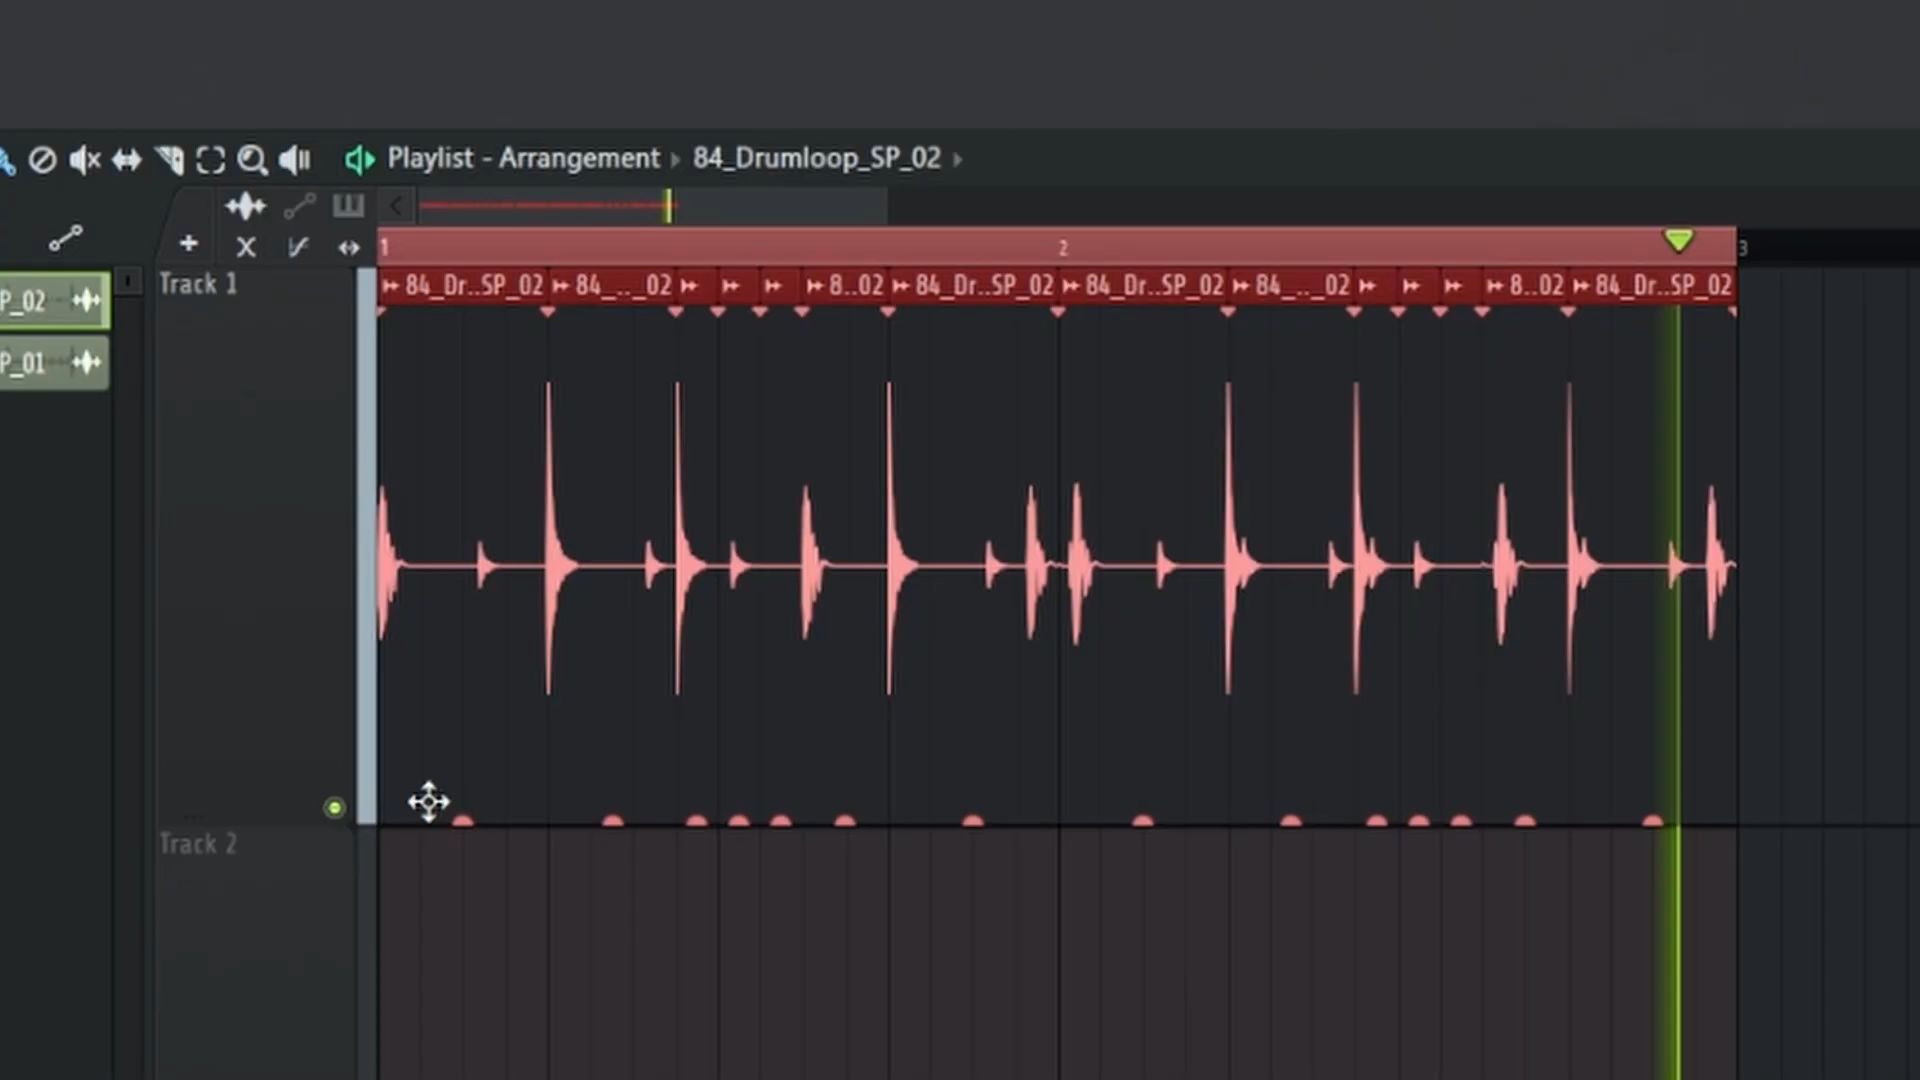 Playlist - Arrangement ▸ 84_Drumloop_SP_02 ▸
1 2 3
P_02
P_01
Track 1
84_Dr..SP_02 84_.._02 8..02 84_Dr..SP_02 84_Dr..SP_02 84_.._02 8..02 84_Dr..SP_02
Track 2